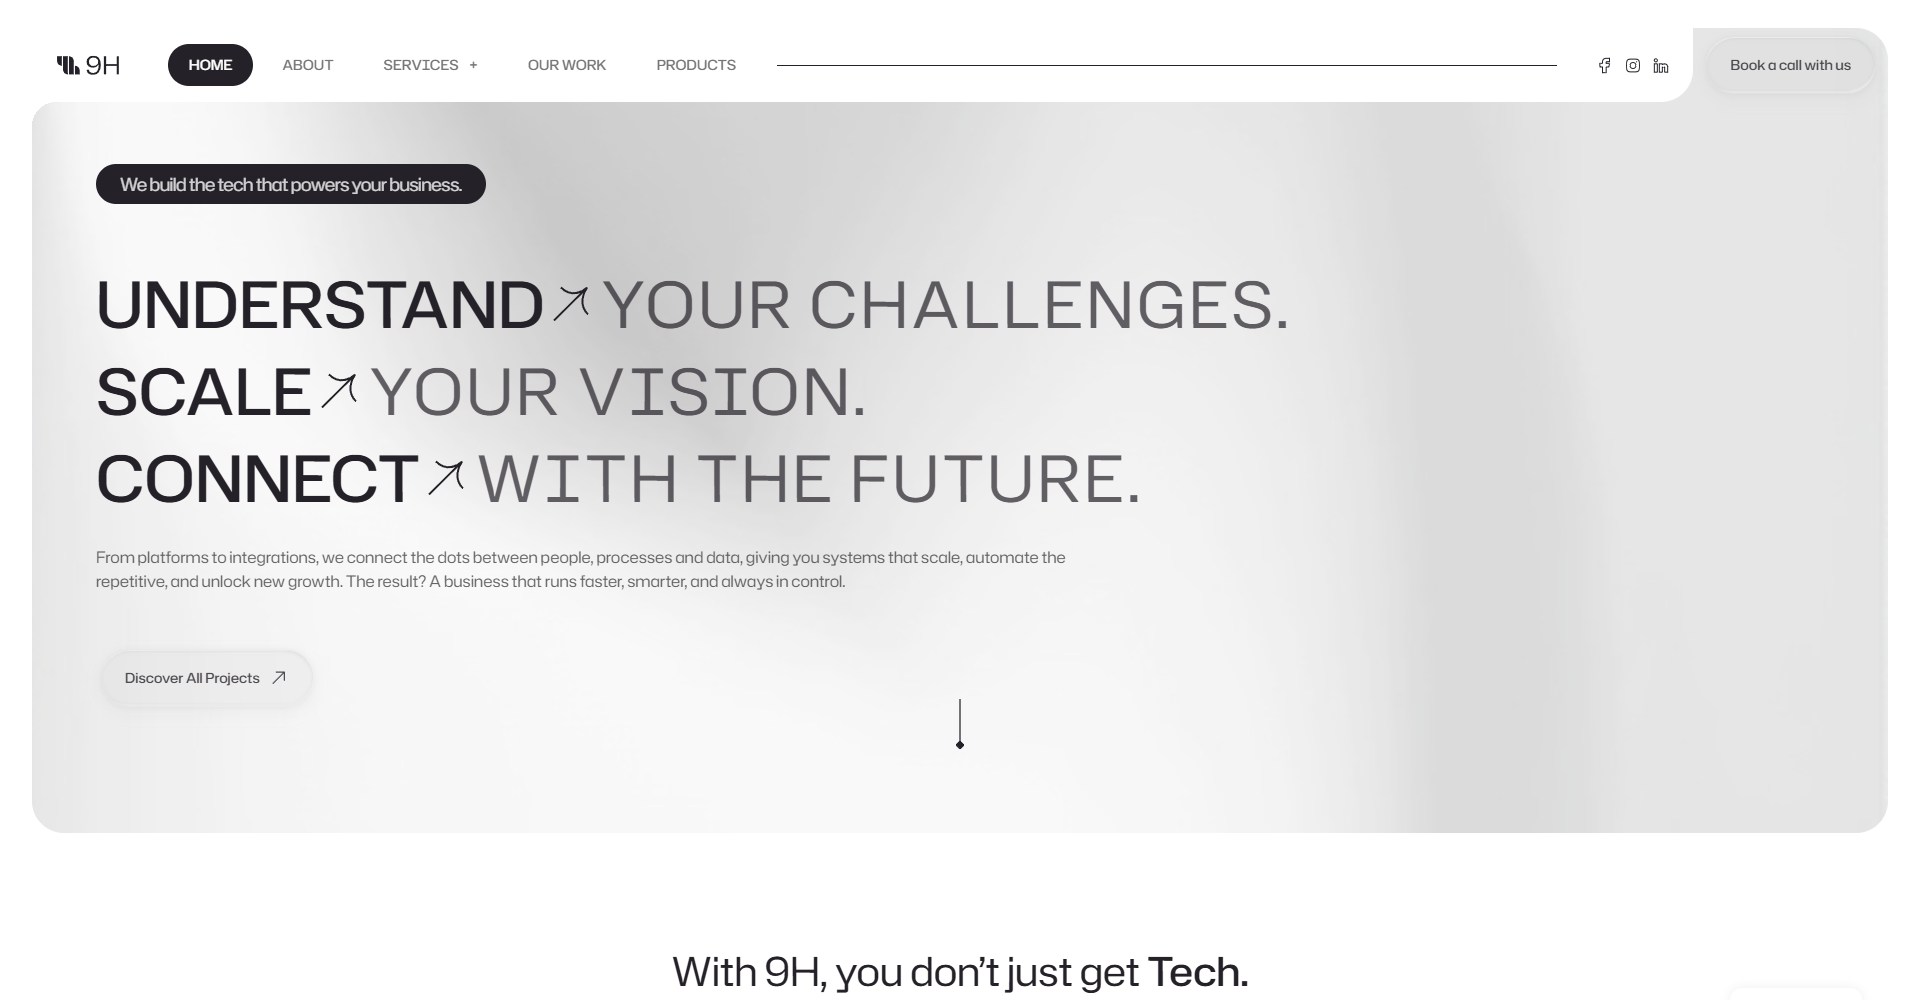 9H
HOME
ABOUT
SERVICES +
OUR WORK
PRODUCTS
Book a call with us
We build the tech that powers your business.
UNDERSTAND YOUR CHALLENGES.
SCALE YOUR VISION.
CONNECT WITH THE FUTURE.
From platforms to integrations, we connect the dots between people, processes and data, giving you systems that scale, automate the
repetitive, and unlock new growth. The result? A business that runs faster, smarter, and always in control.
Discover All Projects
With 9H, you don’t just get Tech.